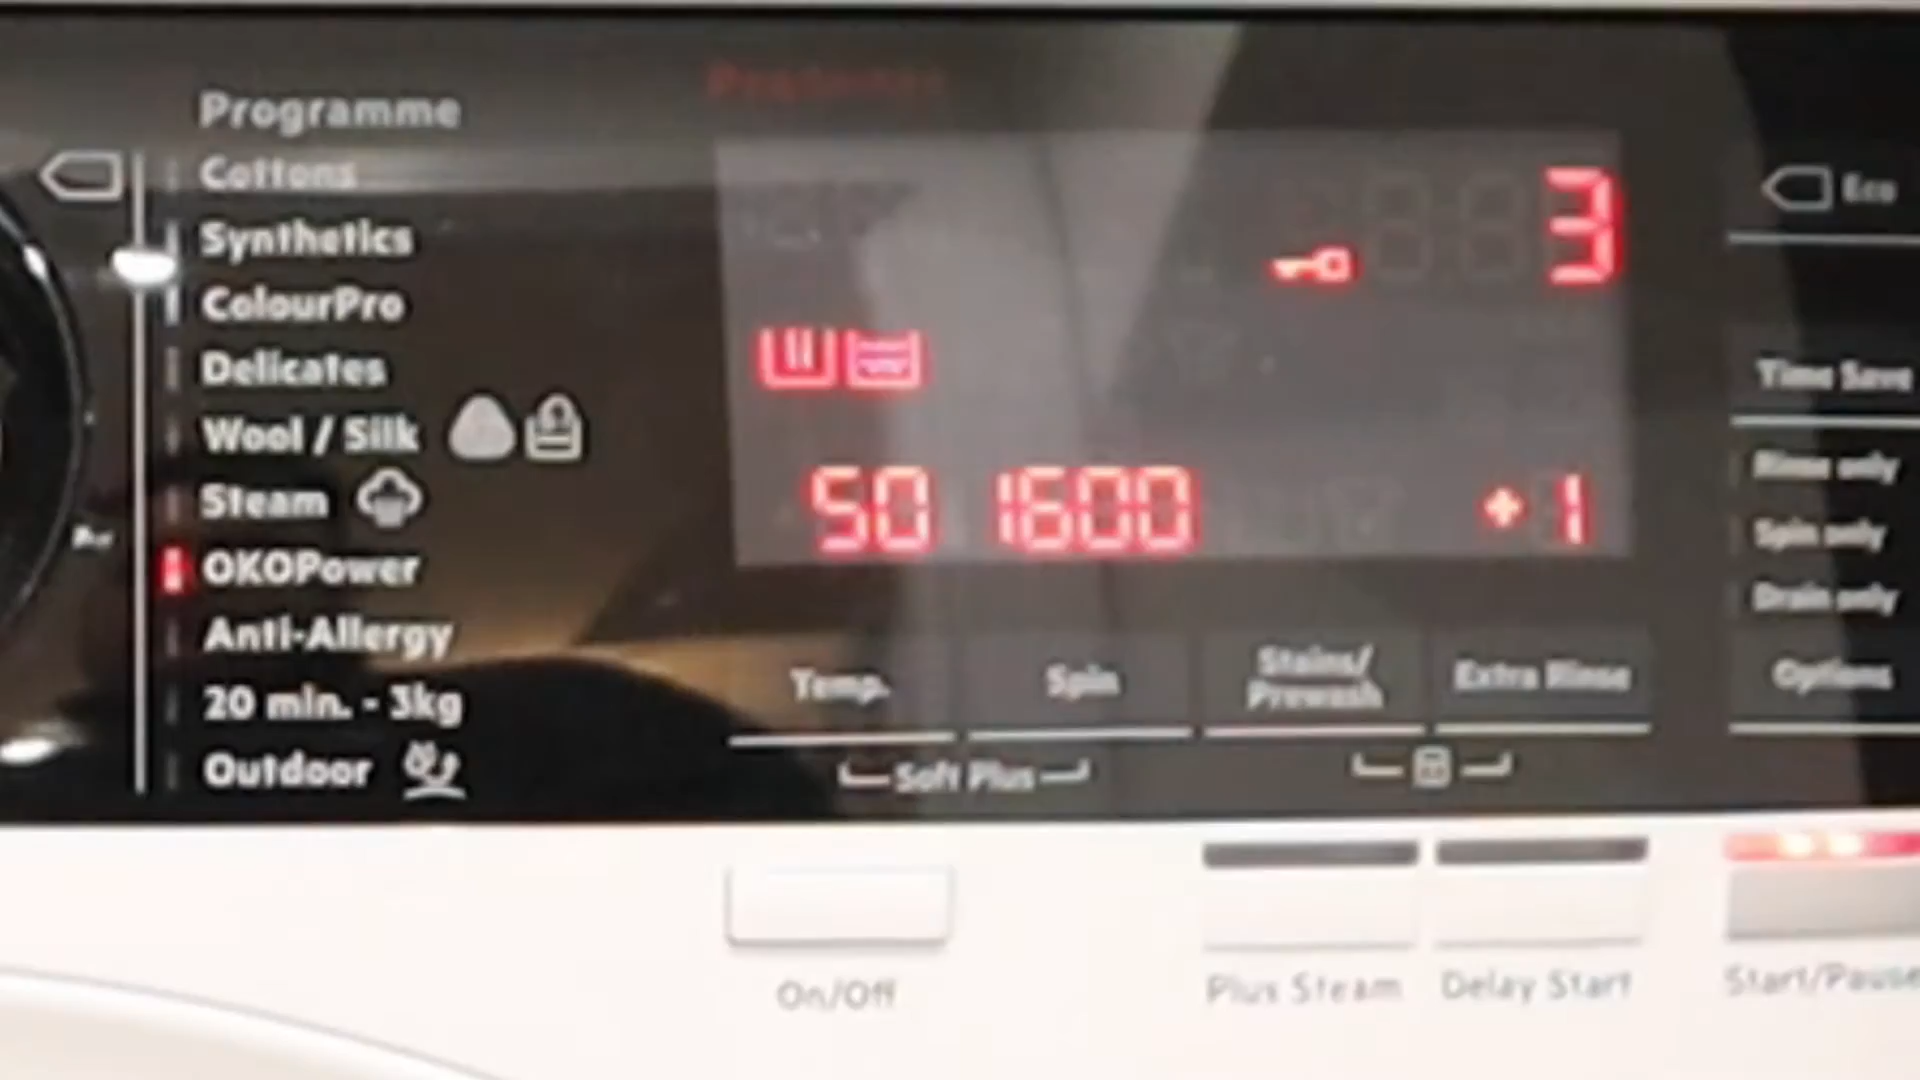 Programme
Cottons
Synthetics
ColourPro
Delicates
Wool / Silk
Steam
OKOPower
Anti-Allergy
20 min. - 3kg
Outdoor
3
50 1600 + 1
Temp.
Spin
Stains/
Prewash
Extra Rinse
Soft Plus
Eco
Time Save
Rinse only
Spin only
Drain only
Options
On/Off
Plus Steam
Delay Start
Start/Pause